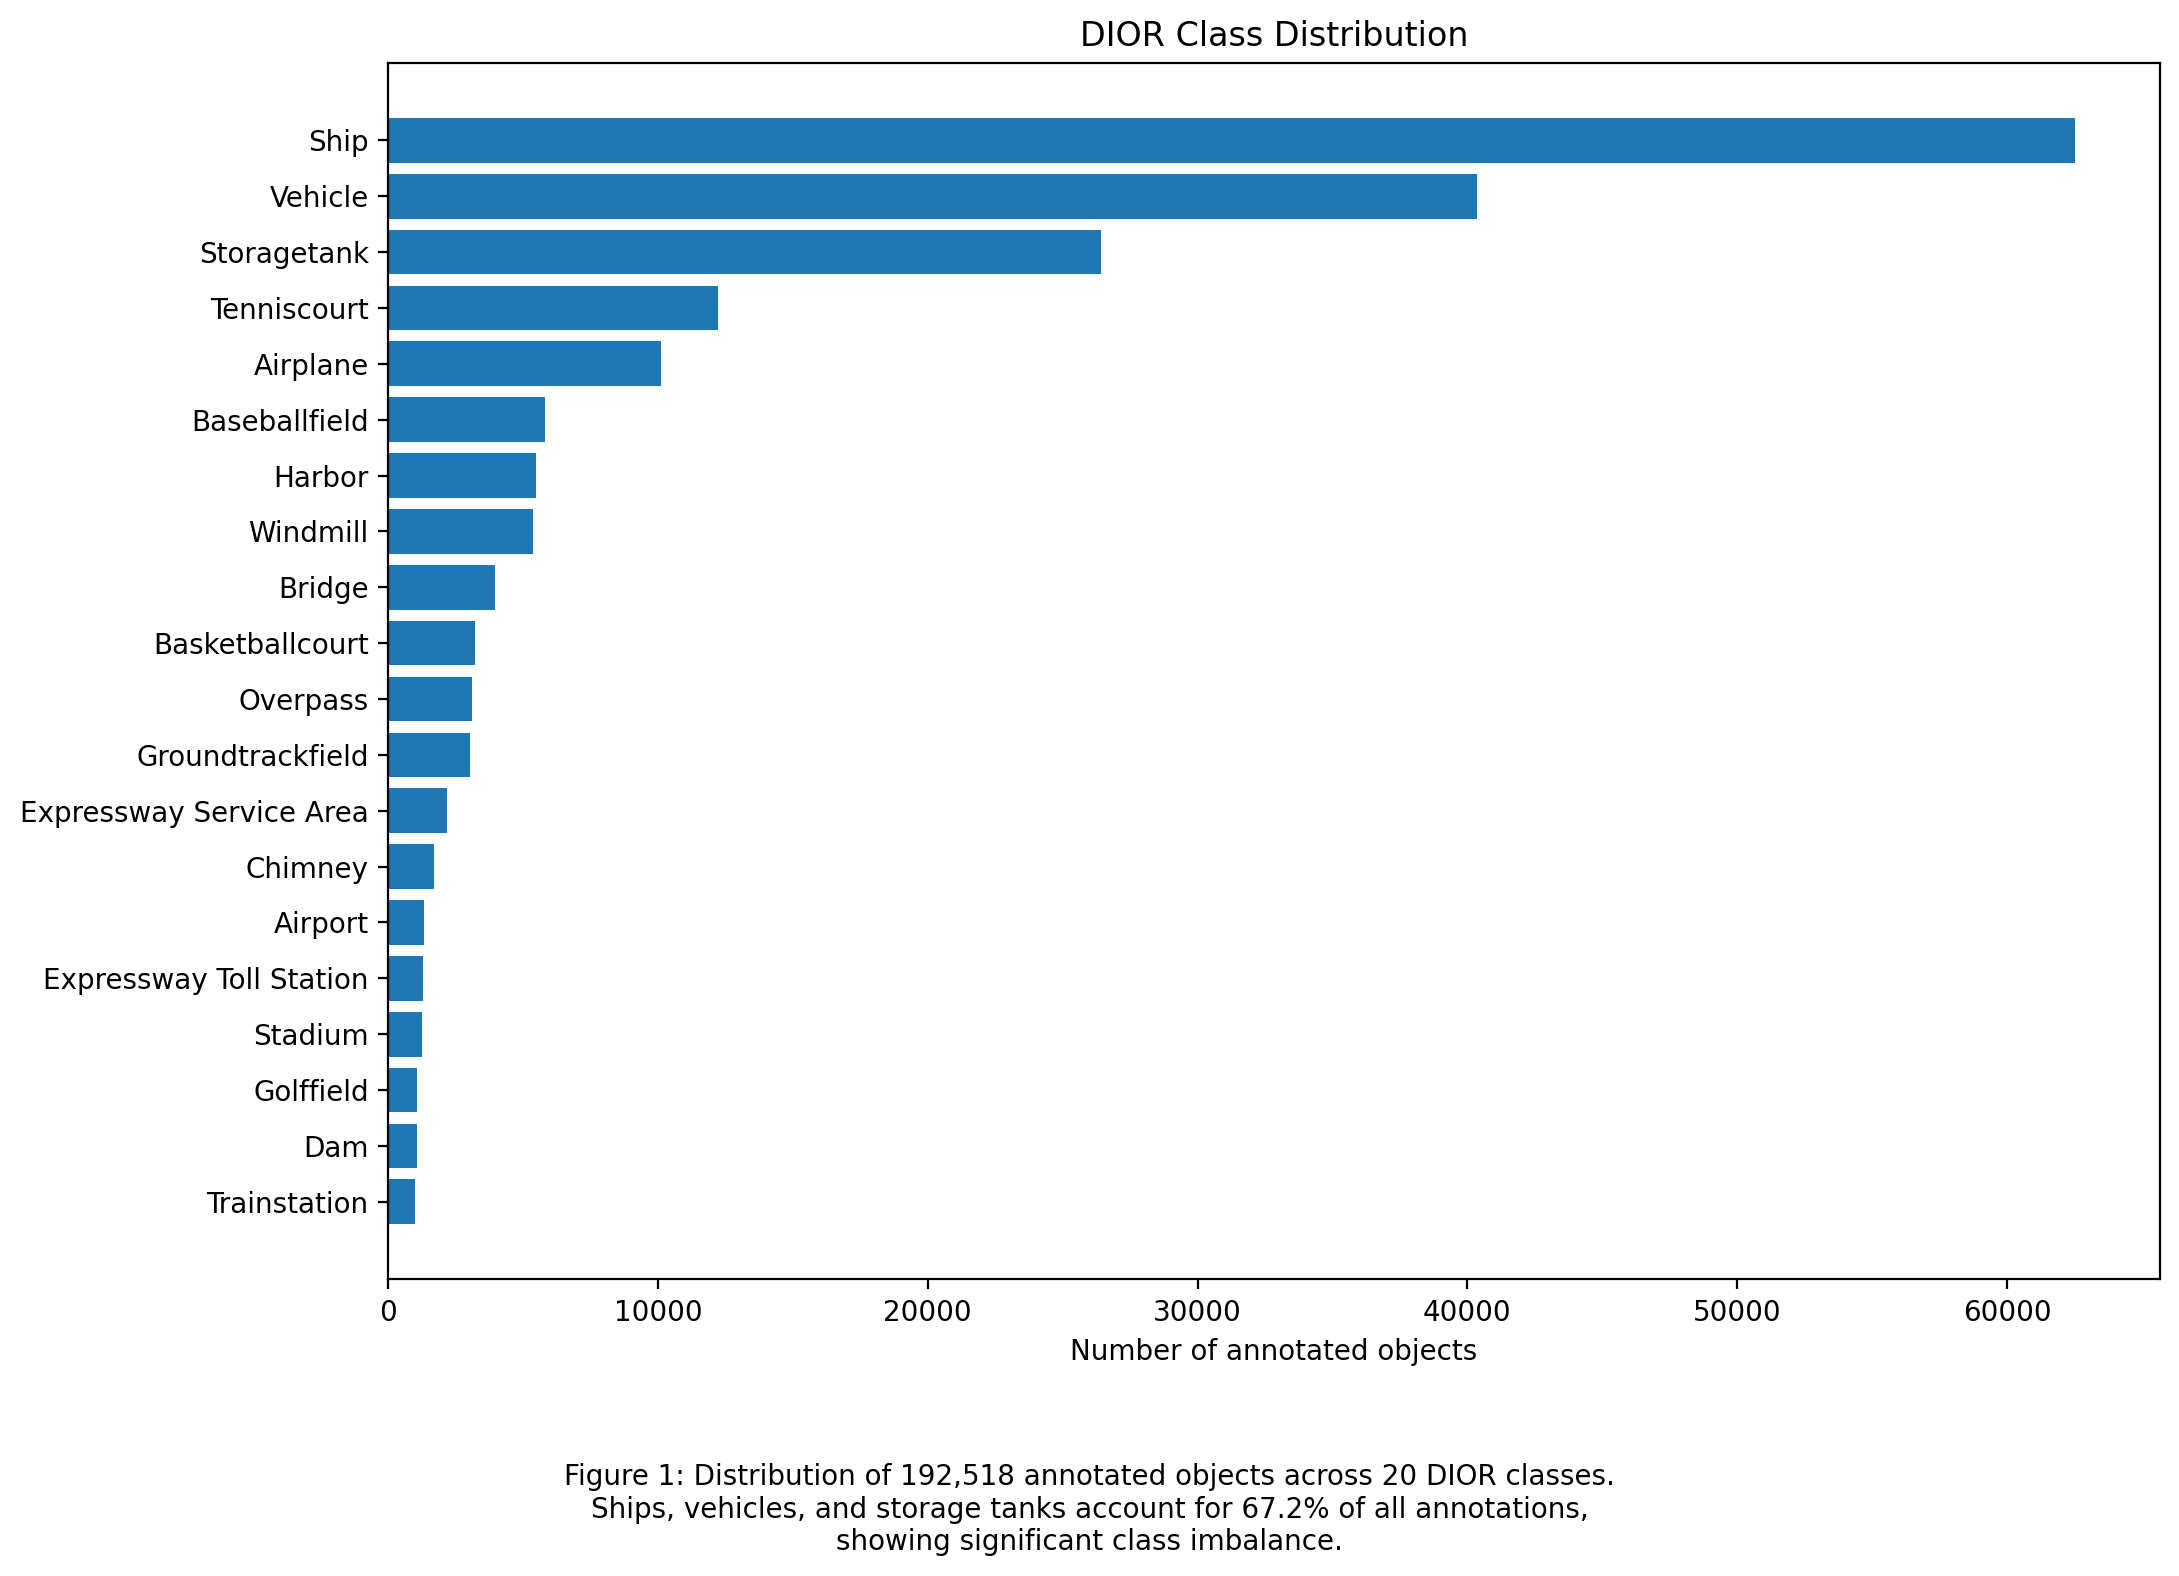 DIOR Class Distribution
Ship
Vehicle
Storagetank
Tenniscourt
Airplane
Baseballfield
Harbor
Windmill
Bridge
Basketballcourt
Overpass
Groundtrackfield
Expressway Service Area
Chimney
Airport
Expressway Toll Station
Stadium
Golffield
Dam
Trainstation
0 10000 20000 30000 40000 50000 60000
Number of annotated objects
Figure 1: Distribution of 192,518 annotated objects across 20 DIOR classes.
Ships, vehicles, and storage tanks account for 67.2% of all annotations,
showing significant class imbalance.